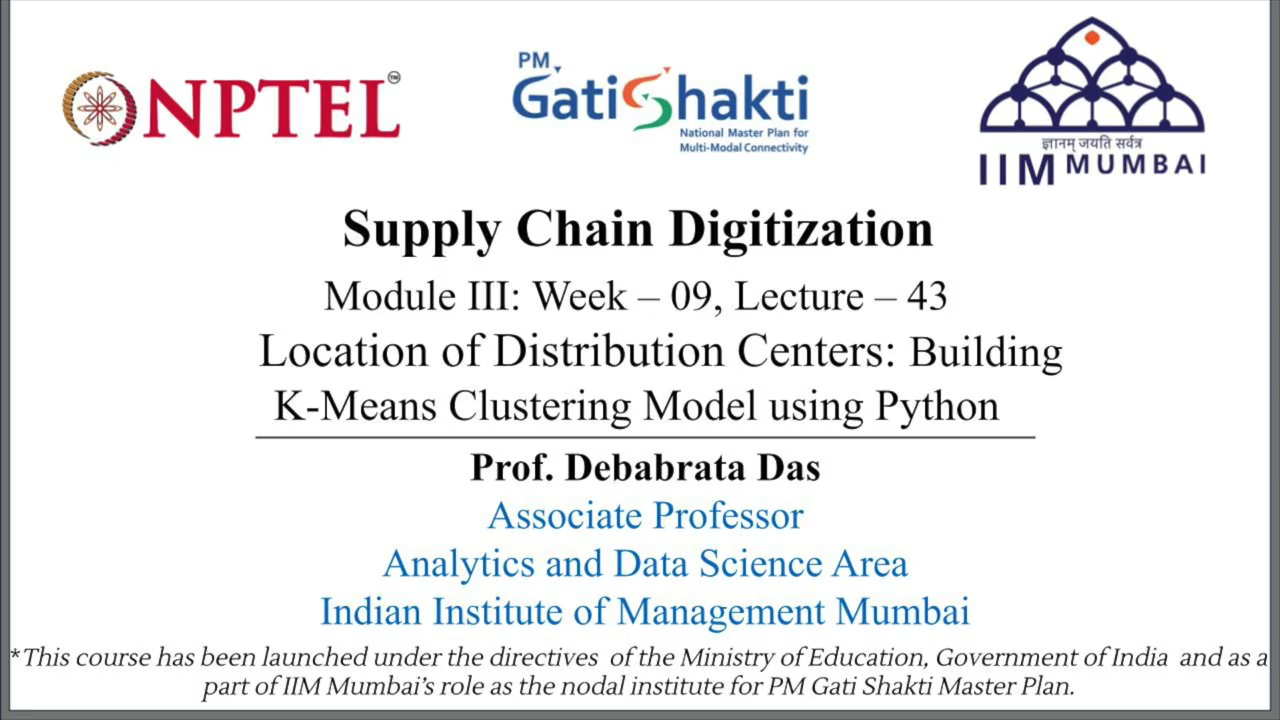 NPTEL™
PM
GatiShakti
National Master Plan for
Multi-Modal Connectivity
ज्ञानम् जयति सर्वत्र
IIM MUMBAI
Supply Chain Digitization
Module III: Week – 09, Lecture – 43
Location of Distribution Centers: Building
K-Means Clustering Model using Python
Prof. Debabrata Das
Associate Professor
Analytics and Data Science Area
Indian Institute of Management Mumbai
*This course has been launched under the directives of the Ministry of Education, Government of India and as a
part of IIM Mumbai's role as the nodal institute for PM Gati Shakti Master Plan.